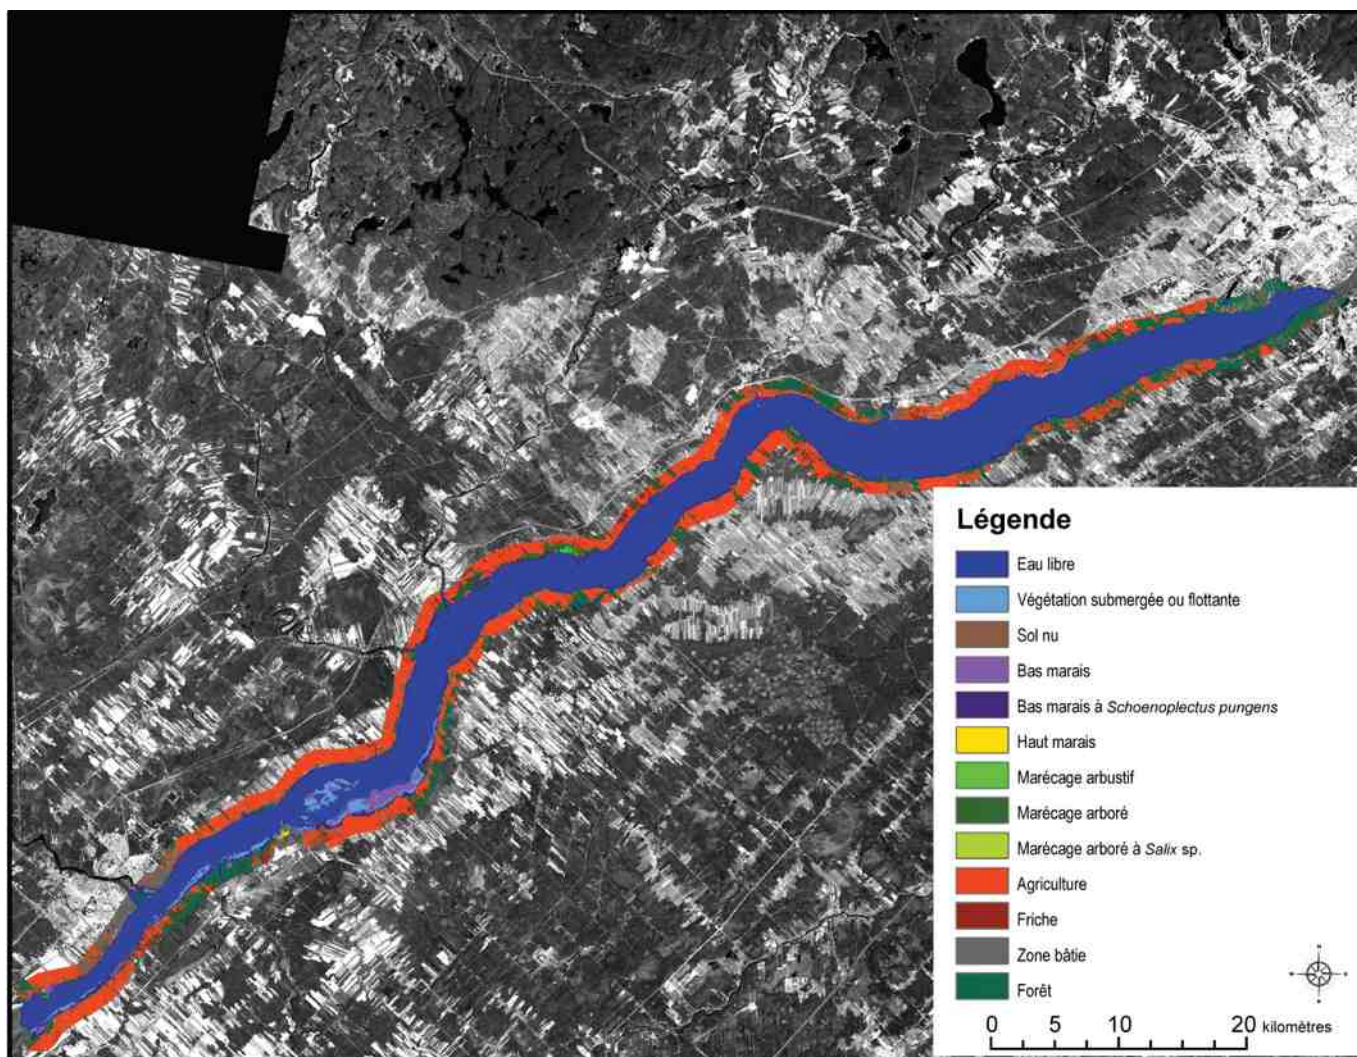 Légende
Eau libre
Végétation submergée ou flottante
Sol nu
Bas marais
Bas marais à Schoenoplectus pungens
Haut marais
Marécage arbustif
Marécage arboré
Marécage arboré à Salix sp.
Agriculture
Friche
Zone bâtie
Forêt
0 5 10 20 kilomètres